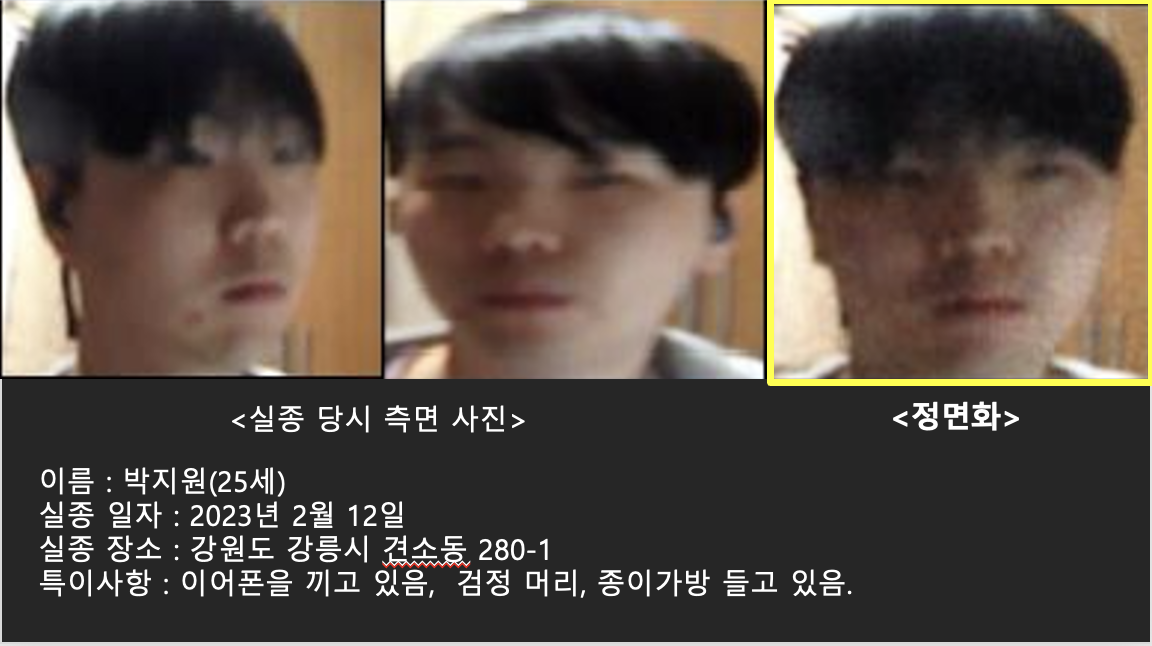 <실종 당시 측면 사진>
<정면화>
이름 : 박지원(25세)
실종 일자 : 2023년 2월 12일
실종 장소 : 강원도 강릉시 견소동 280-1
특이사항 : 이어폰을 끼고 있음, 검정 머리, 종이가방 들고 있음.